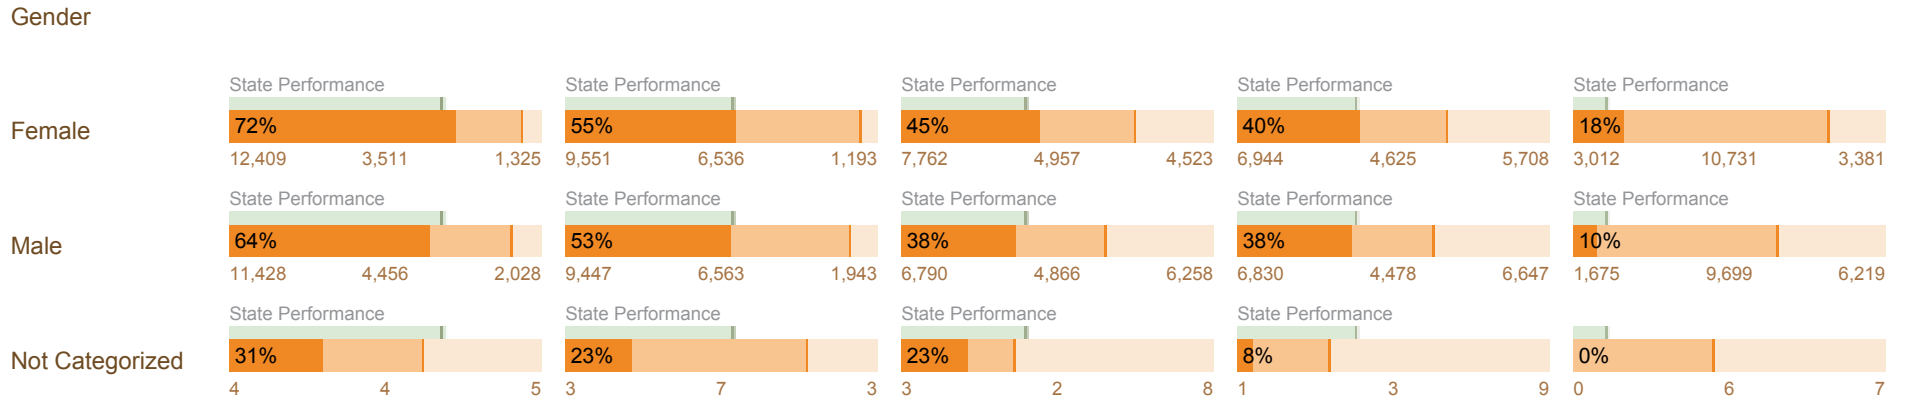 Gender
State Performance State Performance State Performance State Performance State Performance
Female 72% 55% 45% 40% 18%
12,409 3,511 1,325 9,551 6,536 1,193 7,762 4,957 4,523 6,944 4,625 5,708 3,012 10,731 3,381
State Performance State Performance State Performance State Performance State Performance
Male 64% 53% 38% 38% 10%
11,428 4,456 2,028 9,447 6,563 1,943 6,790 4,866 6,258 6,830 4,478 6,647 1,675 9,699 6,219
State Performance State Performance State Performance State Performance
Not Categorized 31% 23% 23% 8% 0%
4 4 5 3 7 3 3 2 8 1 3 9 0 6 7